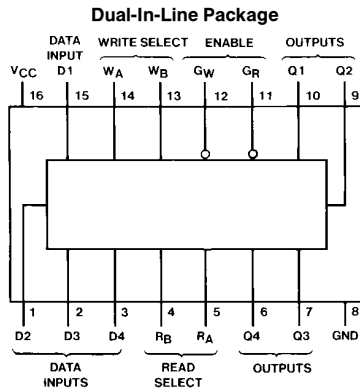 Dual-In-Line Package
DATA
INPUT WRITE SELECT ENABLE OUTPUTS
VCC D1 WA WB GW GR Q1 Q2
16 15 14 13 12 11 10 9
1 2 3 4 5 6 7 8
D2 D3 D4 RB RA Q4 Q3 GND
DATA READ OUTPUTS
INPUTS SELECT